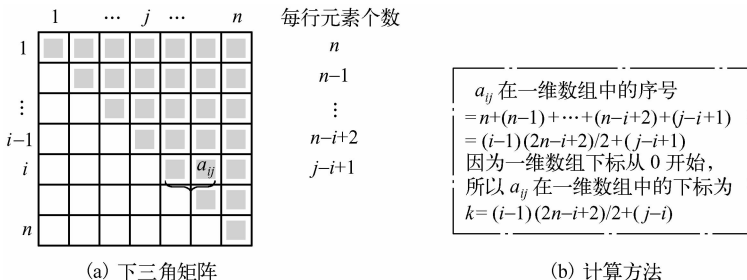 1 ⋯ j ⋯ n 每行元素个数
1 n
n−1
⋮ ⋮
i−1 n−i+2
i aij j−i+1
n
(a) 下三角矩阵
aij 在一维数组中的序号
=n+(n−1)+⋯+(n−i+2)+(j−i+1)
=(i−1)(2n−i+2)/2+(j−i+1)
因为一维数组下标从 0 开始,
所以 aij 在一维数组中的下标为
k=(i−1)(2n−i+2)/2+(j−i)
(b) 计算方法